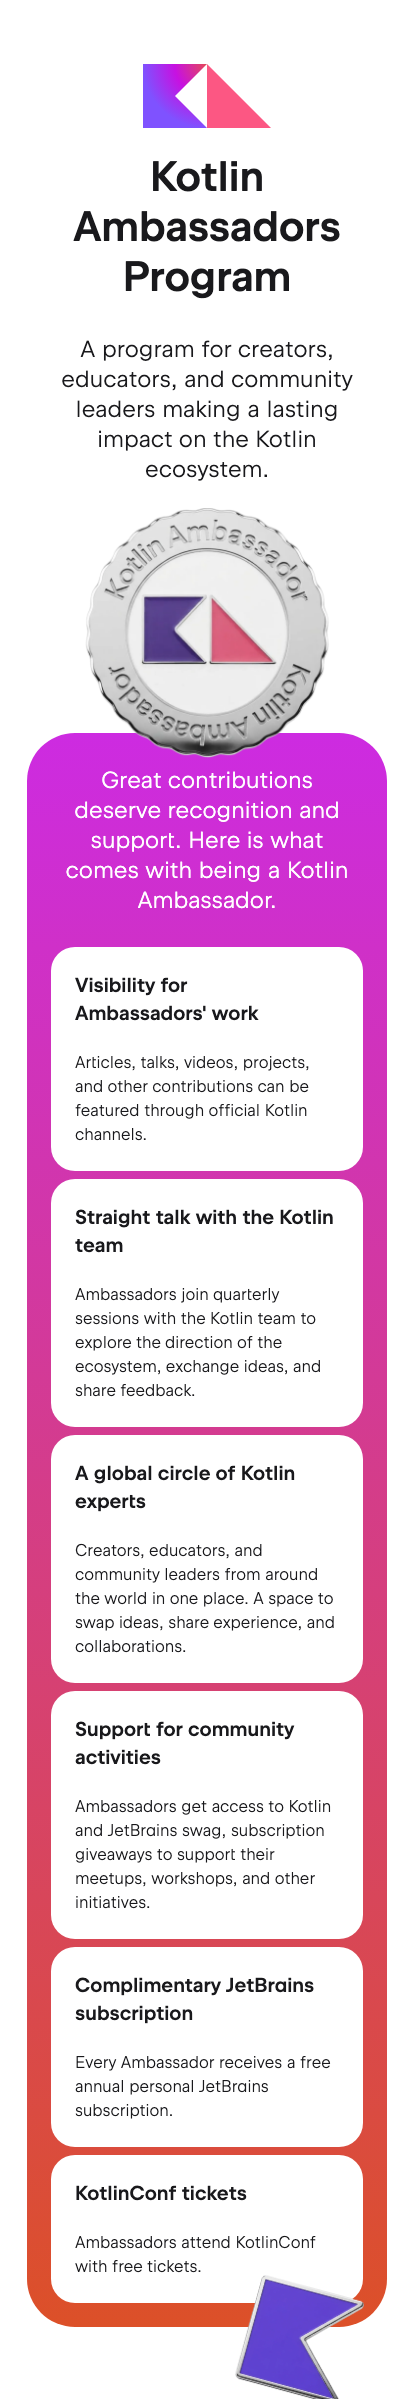 Kotlin
Ambassadors
Program
A program for creators,
educators, and community
leaders making a lasting
impact on the Kotlin
ecosystem.
Kotlin Ambassador
Kotlin Ambassador
Great contributions
deserve recognition and
support. Here is what
comes with being a Kotlin
Ambassador.
Visibility for
Ambassadors' work
Articles, talks, videos, projects,
and other contributions can be
featured through official Kotlin
channels.
Straight talk with the Kotlin
team
Ambassadors join quarterly
sessions with the Kotlin team to
explore the direction of the
ecosystem, exchange ideas, and
share feedback.
A global circle of Kotlin
experts
Creators, educators, and
community leaders from around
the world in one place. A space to
swap ideas, share experience, and
collaborations.
Support for community
activities
Ambassadors get access to Kotlin
and JetBrains swag, subscription
giveaways to support their
meetups, workshops, and other
initiatives.
Complimentary JetBrains
subscription
Every Ambassador receives a free
annual personal JetBrains
subscription.
KotlinConf tickets
Ambassadors attend KotlinConf
with free tickets.